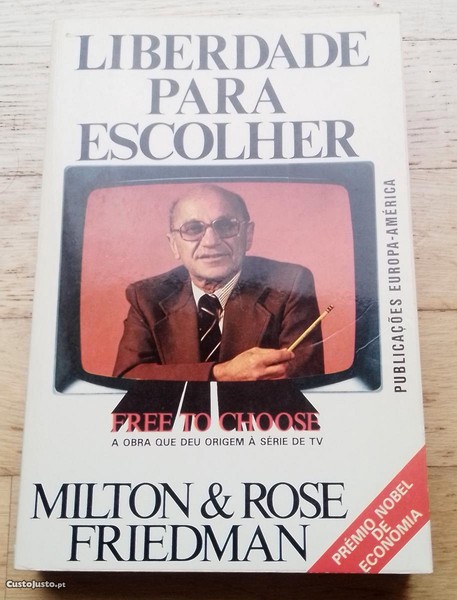 LIBERDADE
PARA
ESCOLHER
PUBLICAÇÕES EUROPA-AMÉRICA
FREE TO CHOOSE
A OBRA QUE DEU ORIGEM À SÉRIE DE TV
MILTON & ROSE
FRIEDMAN
PRÉMIO NOBEL
DE
ECONOMIA
CustoJusto.pt